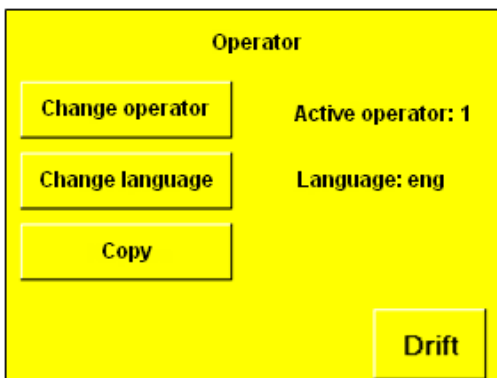 Operator
Change operator
Active operator: 1
Change language
Language: eng
Copy
Drift